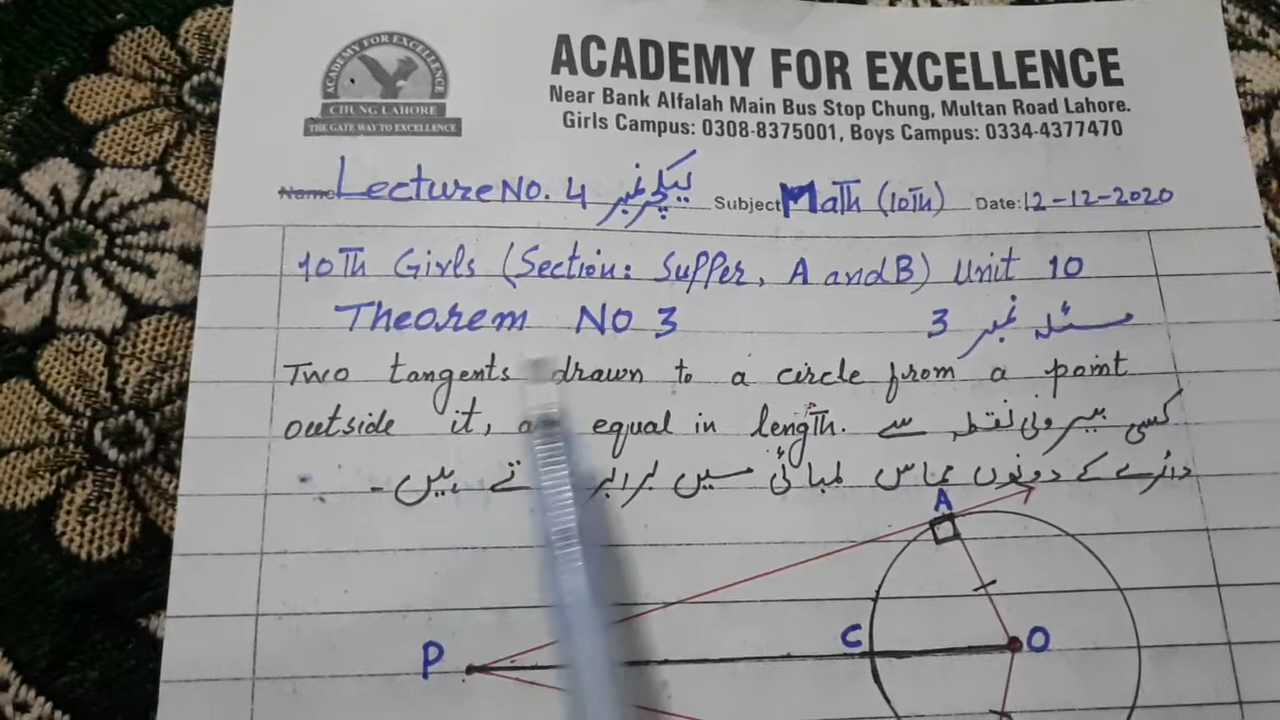 ACADEMY FOR EXCELLENCE
CHUNG LAHORE
THE GATE WAY TO EXCELLENCE
ACADEMY FOR EXCELLENCE
Near Bank Alfalah Main Bus Stop Chung, Multan Road Lahore.
Girls Campus: 0308-8375001, Boys Campus: 0334-4377470
Name Lecture No. 4 لیکچر نمبر Subject Math (10Th) Date: 12-12-2020
10Th Girls (Section: Supper, A and B) Unit 10
Theorem No 3 مسئلہ نمبر 3
Two tangents drawn to a circle from a point
outside it, equal in length. کسی بیرونی نقطہ سے
دائرے کے دونوں مماس لمبائی میں برابر ہیں۔
A
P C O